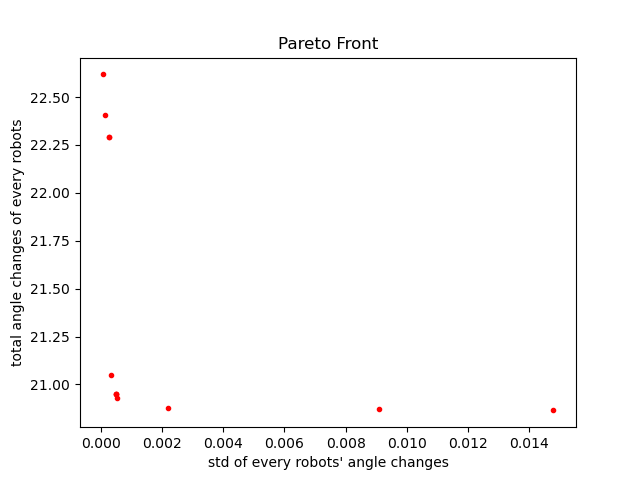 Pareto Front
total angle changes of every robots
22.50
22.25
22.00
21.75
21.50
21.25
21.00
0.000 0.002 0.004 0.006 0.008 0.010 0.012 0.014
std of every robots' angle changes